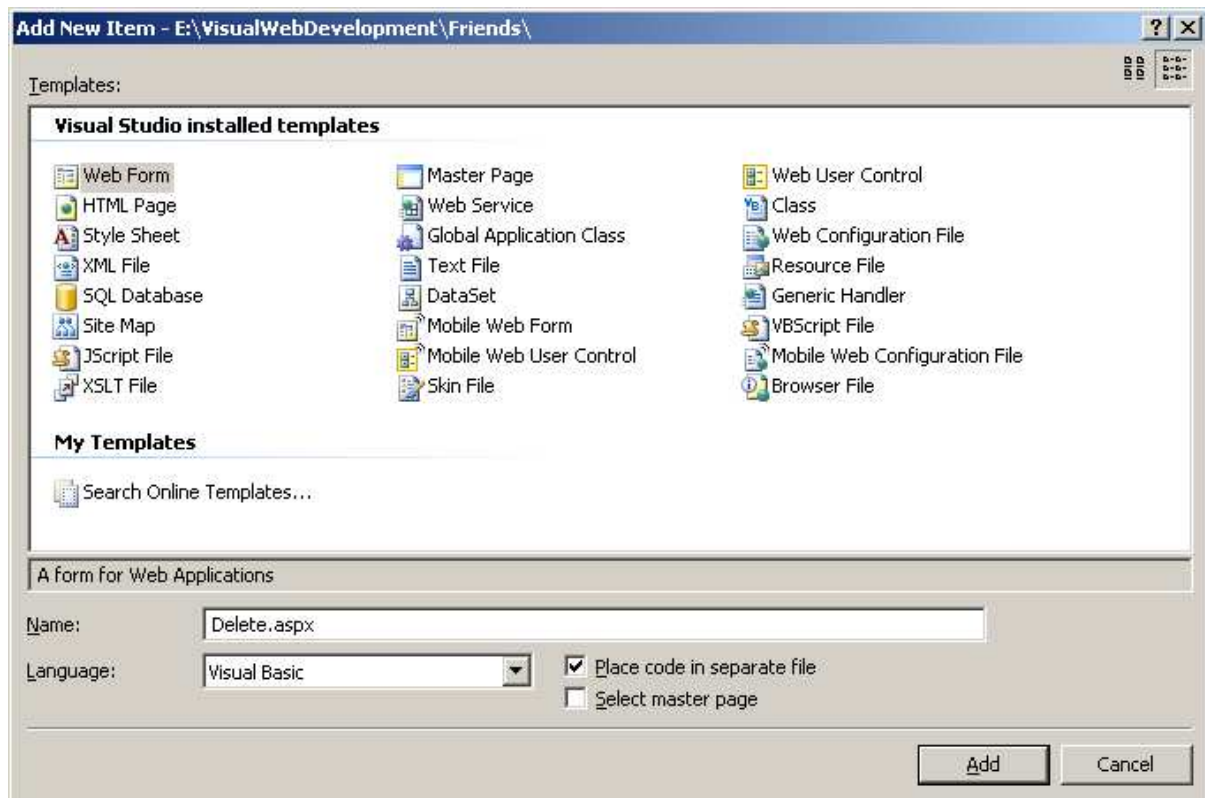 Add New Item - E:\VisualWebDevelopment\Friends\
Templates:
Visual Studio installed templates
Web Form Master Page Web User Control
HTML Page Web Service Class
Style Sheet Global Application Class Web Configuration File
XML File Text File Resource File
SQL Database DataSet Generic Handler
Site Map Mobile Web Form VBScript File
JScript File Mobile Web User Control Mobile Web Configuration File
XSLT File Skin File Browser File
My Templates
Search Online Templates...
A form for Web Applications
Name: Delete.aspx
Language: Visual Basic Place code in separate file
Select master page
Add Cancel